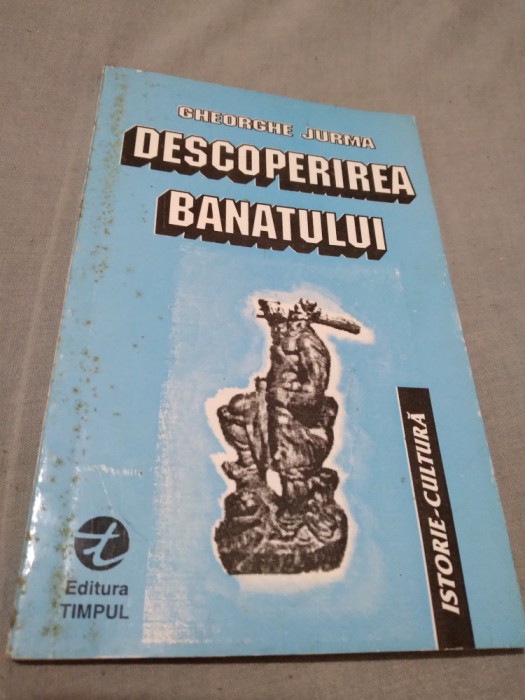 GHEORGHE JURMA
DESCOPERIREA
BANATULUI
ISTORIE-CULTURĂ
t
Editura
TIMPUL